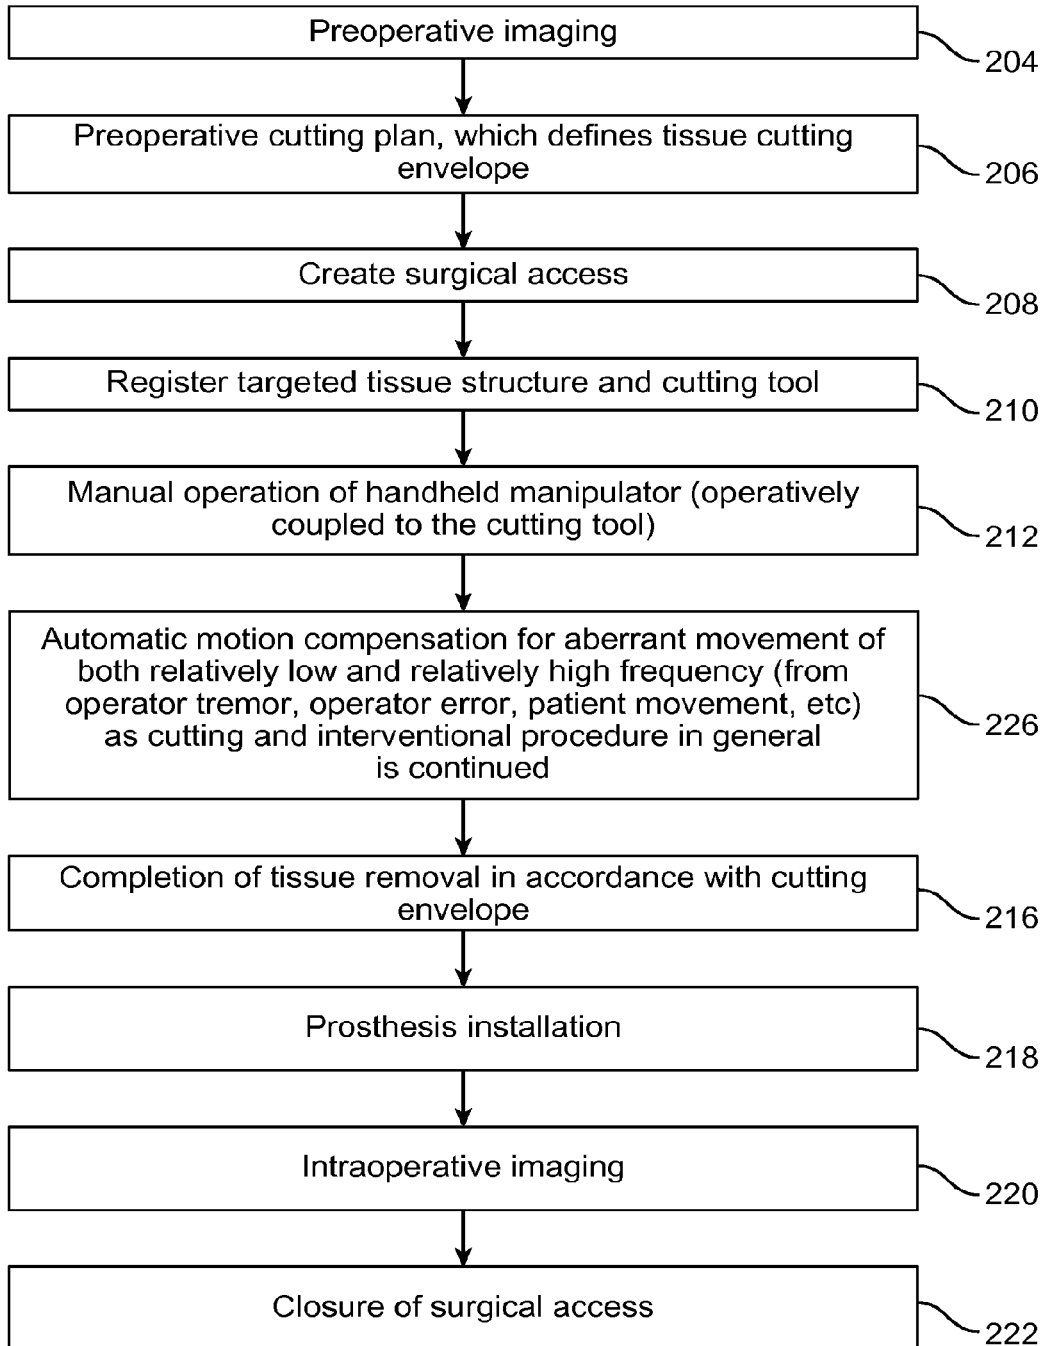 Preoperative imaging
204
Preoperative cutting plan, which defines tissue cutting
envelope
206
Create surgical access
208
Register targeted tissue structure and cutting tool
210
Manual operation of handheld manipulator (operatively
coupled to the cutting tool)
212
Automatic motion compensation for aberrant movement of
both relatively low and relatively high frequency (from
operator tremor, operator error, patient movement, etc)
as cutting and interventional procedure in general
is continued
226
Completion of tissue removal in accordance with cutting
envelope
216
Prosthesis installation
218
Intraoperative imaging
220
Closure of surgical access
222